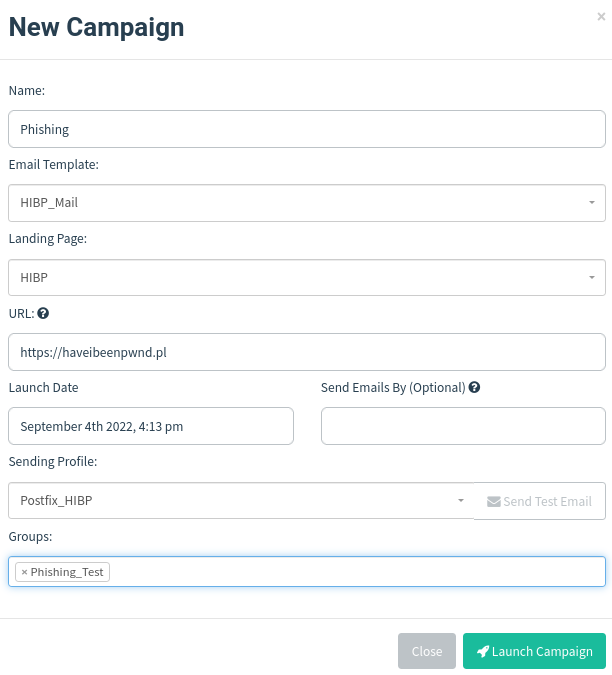 New Campaign
×
Name:
Phishing
Email Template:
HIBP_Mail
Landing Page:
HIBP
URL:
https://haveibeenpwnd.pl
Launch Date
Send Emails By (Optional)
September 4th 2022, 4:13 pm
Sending Profile:
Postfix_HIBP
Send Test Email
Groups:
× Phishing_Test
Close
Launch Campaign